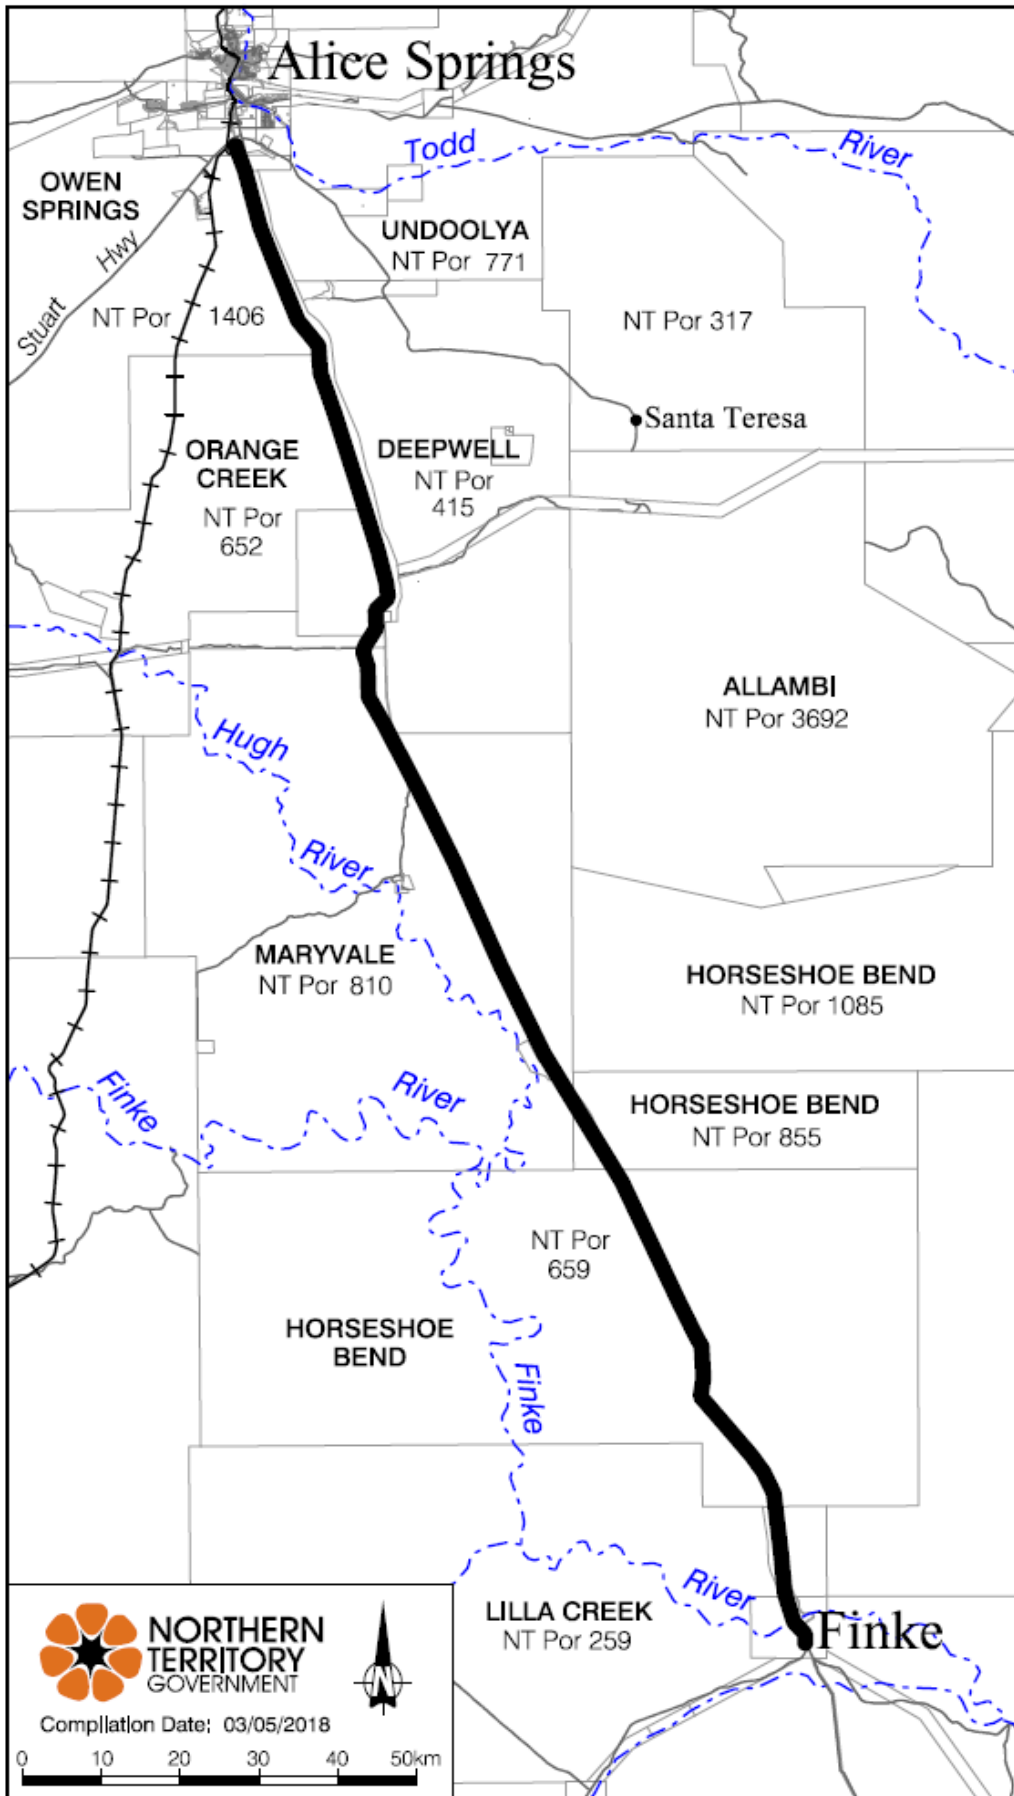 Alice Springs
Todd
River
OWEN
SPRINGS
UNDOOLYA
NT Por 771
Hwy
Stuart
NT Por 1406
NT Por 317
Santa Teresa
ORANGE
CREEK
NT Por
652
DEEPWELL
NT Por
415
ALLAMBI
NT Por 3692
Hugh
River
MARYVALE
NT Por 810
HORSESHOE BEND
NT Por 1085
Finke
River
HORSESHOE BEND
NT Por 855
NT Por
659
HORSESHOE
BEND
Finke
River
LILLA CREEK
NT Por 259
Finke
NORTHERN
TERRITORY
GOVERNMENT
N
Compilation Date: 03/05/2018
0 10 20 30 40 50km